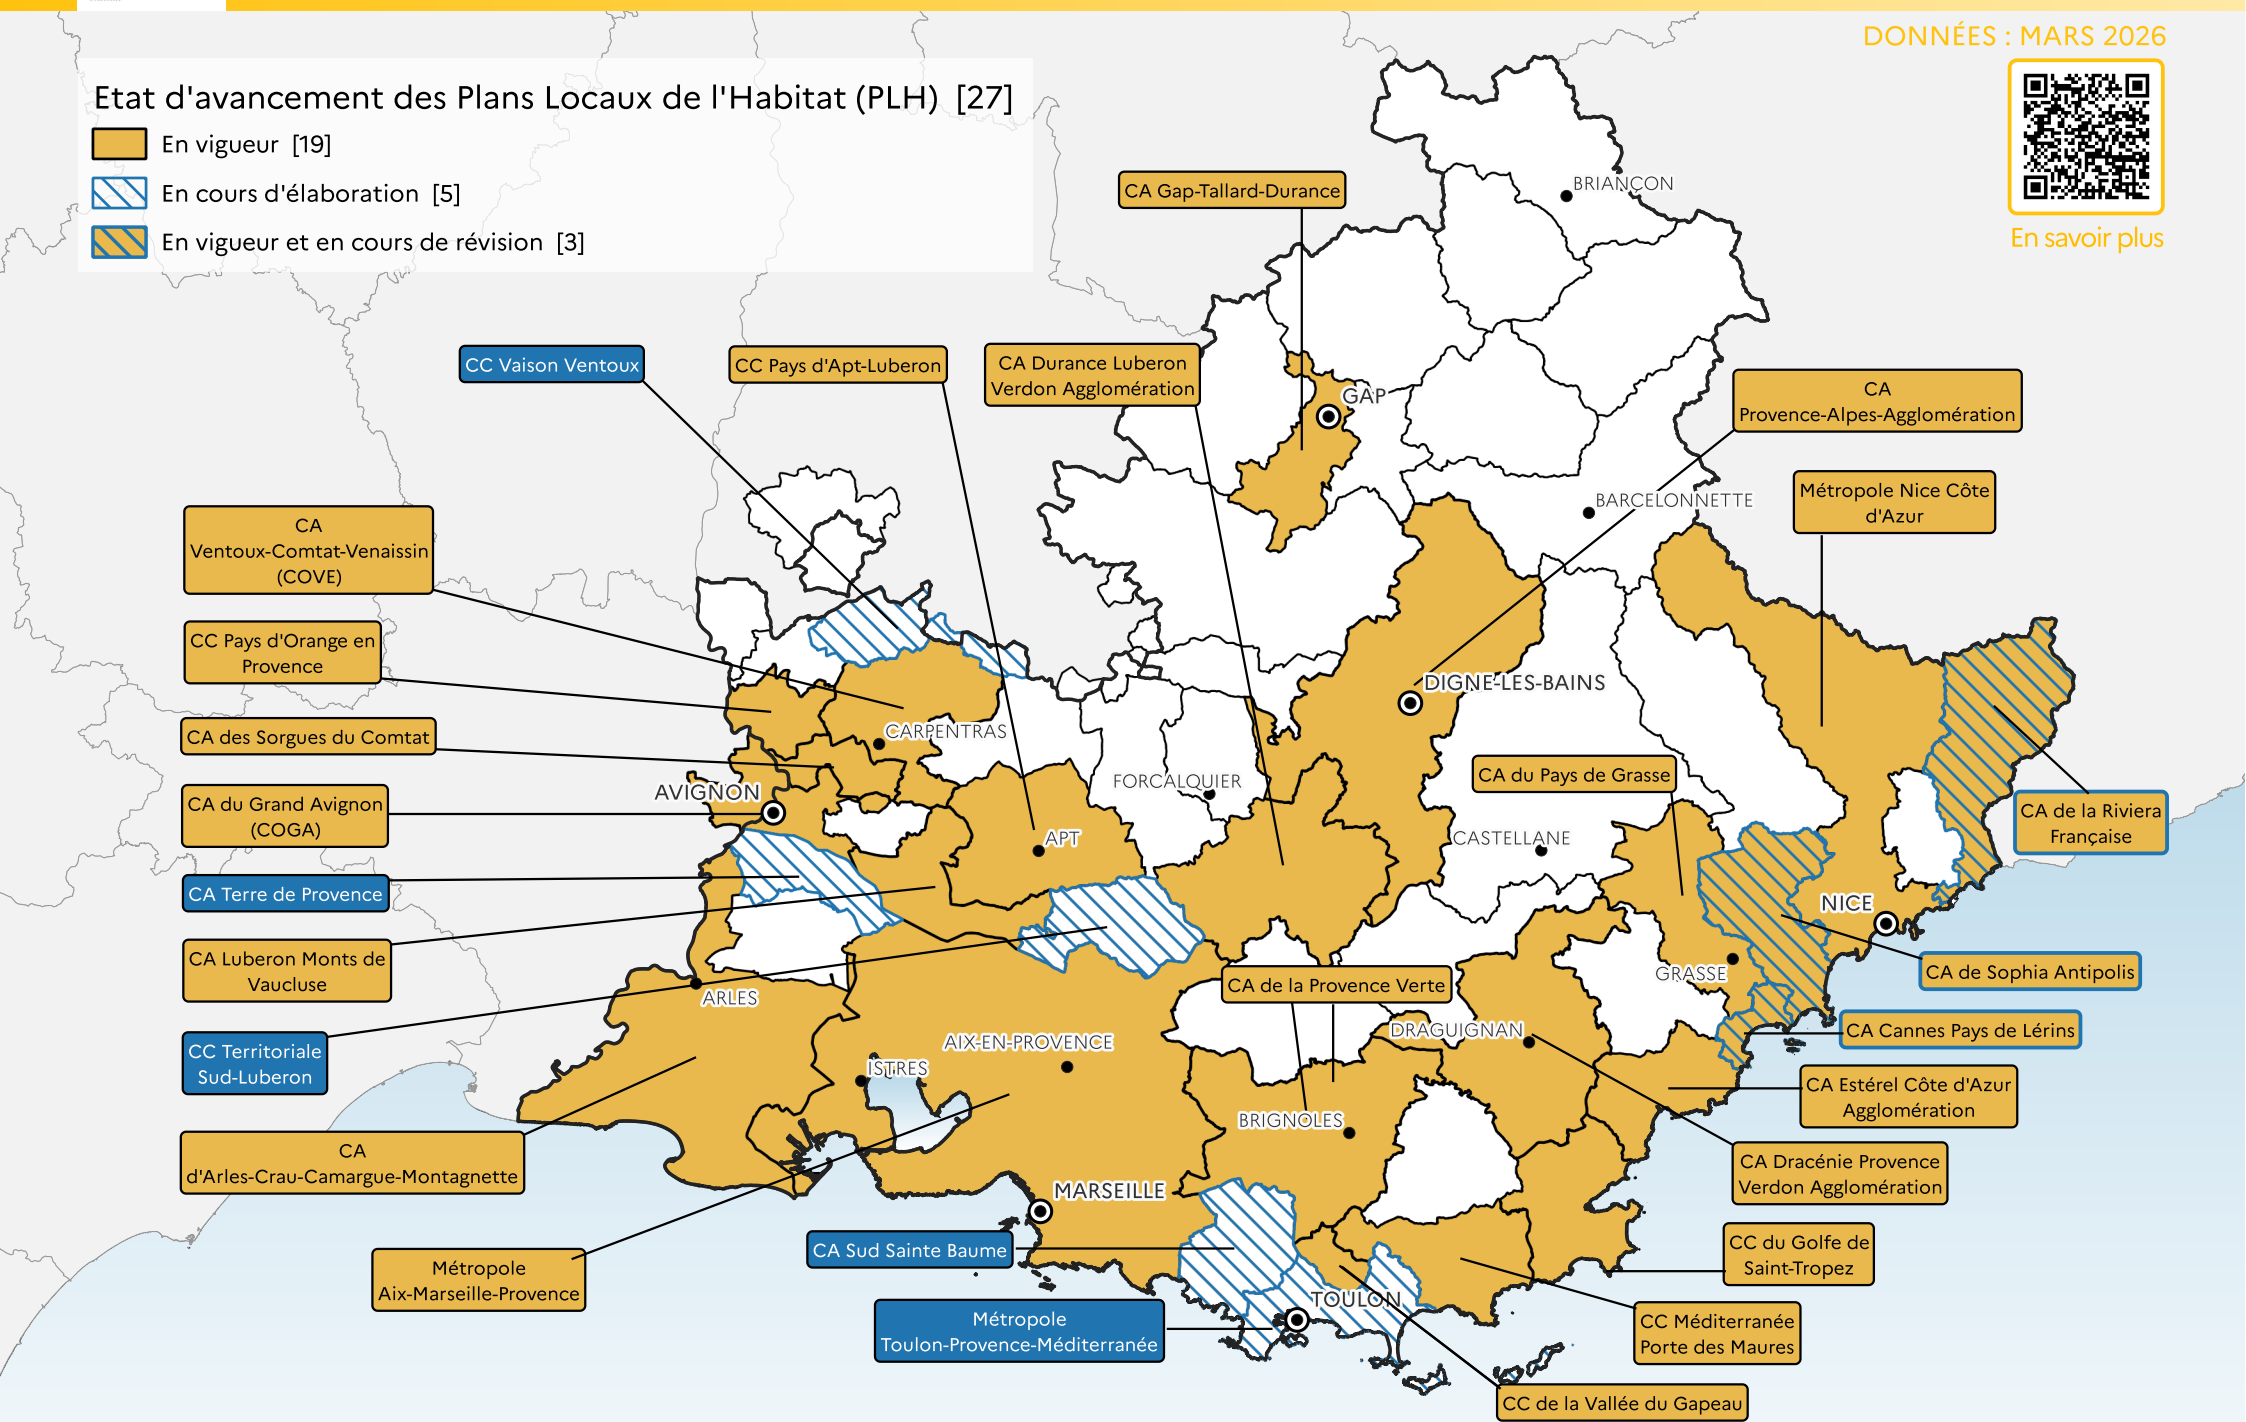 DONNÉES : MARS 2026
En savoir plus
Etat d'avancement des Plans Locaux de l'Habitat (PLH) [27]
En vigueur [19]
En cours d'élaboration [5]
En vigueur et en cours de révision [3]
BRIANÇON
CA Gap-Tallard-Durance
CC Vaison Ventoux
CC Pays d'Apt-Luberon
CA Durance Luberon
Verdon Agglomération
GAP
CA
Provence-Alpes-Agglomération
BARCELONNETTE
Métropole Nice Côte
d'Azur
CA
Ventoux-Comtat-Venaissin
(COVE)
CC Pays d'Orange en
Provence
DIGNE-LES-BAINS
CA des Sorgues du Comtat
CARPENTRAS
FORCALQUIER
CA du Pays de Grasse
AVIGNON
CA du Grand Avignon
(COGA)
APT
CASTELLANE
CA de la Riviera
Française
CA Terre de Provence
NICE
CA Luberon Monts de
Vaucluse
GRASSE
CA de Sophia Antipolis
ARLES
CA de la Provence Verte
CC Territoriale
Sud-Luberon
AIX-EN-PROVENCE
DRAGUIGNAN
CA Cannes Pays de Lérins
ISTRES
CA Estérel Côte d'Azur
Agglomération
BRIGNOLES
CA
d'Arles-Crau-Camargue-Montagnette
CA Dracénie Provence
Verdon Agglomération
MARSEILLE
CA Sud Sainte Baume
CC du Golfe de
Saint-Tropez
Métropole
Aix-Marseille-Provence
TOULON
Métropole
Toulon-Provence-Méditerranée
CC Méditerranée
Porte des Maures
CC de la Vallée du Gapeau